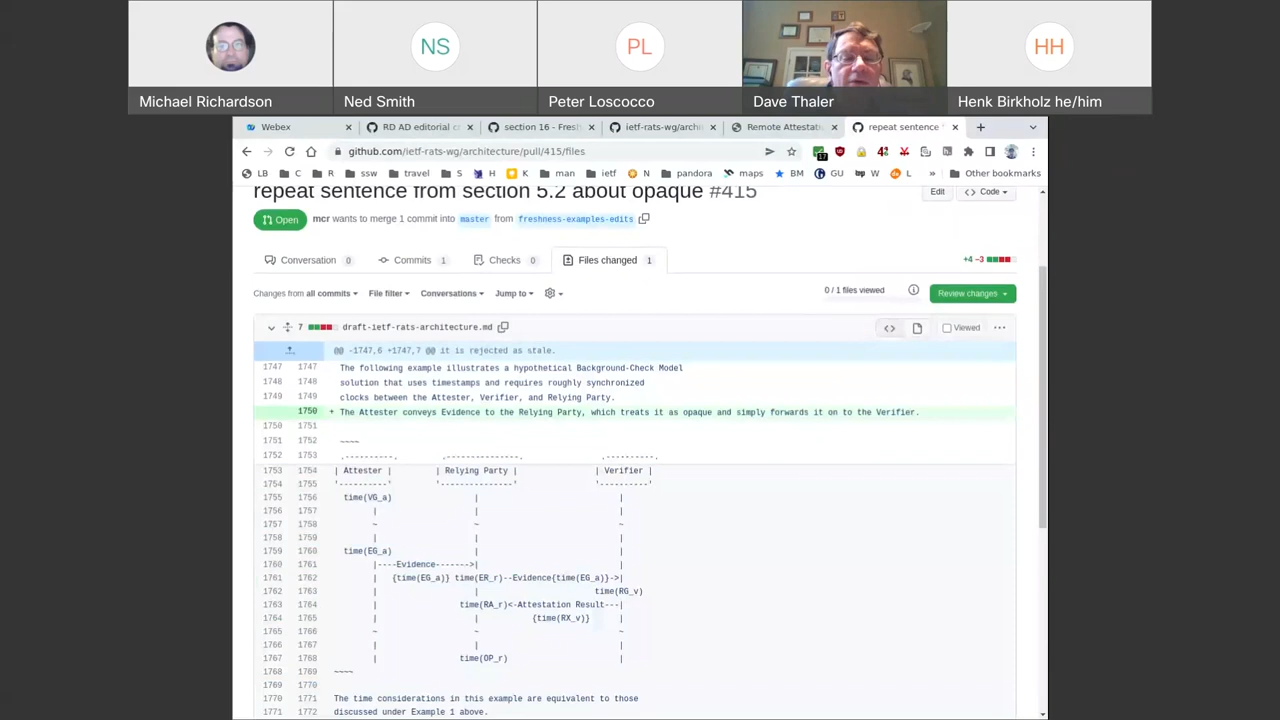 NS
PL
HH
Michael Richardson
Ned Smith
Peter Loscocco
Dave Thaler
Henk Birkholz he/him
Webex
RD AD editorial c
section 16 - Fresh
ietf-rats-wg/archi
Remote Attestati
repeat sentence f
github.com/ietf-rats-wg/architecture/pull/415/files
17
LB
C
R
ssw
travel
S
H
K
man
ietf
N
pandora
maps
BM
GU
bp W
L
»
Other bookmarks
repeat sentence from section 5.2 about opaque #415
Edit
Code
Open
mcr wants to merge 1 commit into master from freshness-examples-edits
Conversation 0
Commits 1
Checks 0
Files changed 1
+4 −3
Changes from all commits
File filter
Conversations
Jump to
0 / 1 files viewed
Review changes
7 draft-ietf-rats-architecture.md
Viewed
@@ -1747,6 +1747,7 @@ it is rejected as stale.
1747 1747 The following example illustrates a hypothetical Background-Check Model
1748 1748 solution that uses timestamps and requires roughly synchronized
1749 1749 clocks between the Attester, Verifier, and Relying Party.
1750 + The Attester conveys Evidence to the Relying Party, which treats it as opaque and simply forwards it on to the Verifier.
1750 1751
1751 1752 ~~~~
1752 1753 .----------. .---------------. .----------.
1753 1754 | Attester | | Relying Party | | Verifier |
1754 1755 '----------' '---------------' '----------'
1755 1756 time(VG_a) | |
1756 1757 | | |
1757 1758 ~ ~ ~
1758 1759 | | |
1759 1760 time(EG_a) | |
1760 1761 |----Evidence------->| |
1761 1762 | {time(EG_a)} time(ER_r)--Evidence{time(EG_a)}->|
1762 1763 | | time(RG_v)
1763 1764 | time(RA_r)<-Attestation Result---|
1764 1765 | | {time(RX_v)} |
1765 1766 ~ ~ ~
1766 1767 | | |
1767 1768 | time(OP_r) |
1768 1769 ~~~~
1769 1770
1770 1771 The time considerations in this example are equivalent to those
1771 1772 discussed under Example 1 above.